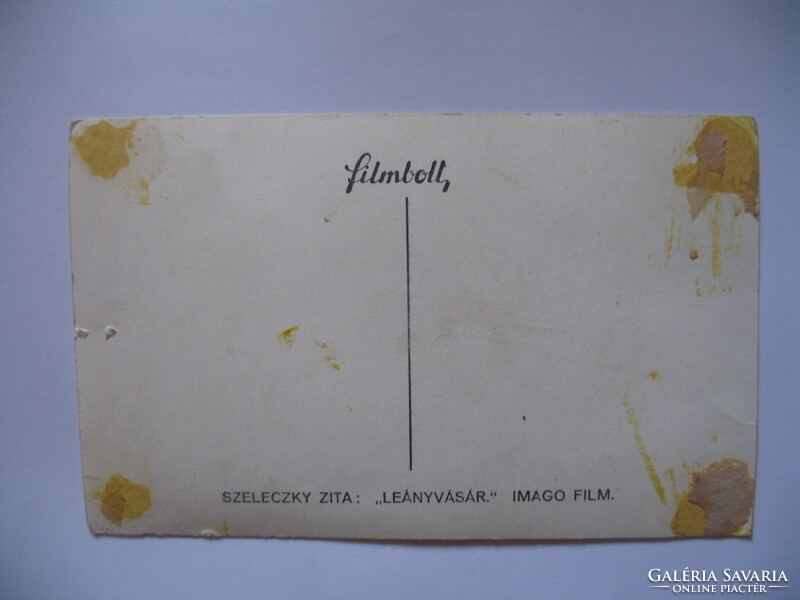 filmbolt
SZELECZKY ZITA: „LEÁNYVÁSÁR.“ IMAGO FILM.
GALÉRIA SAVARIA
ONLINE PIACTÉR